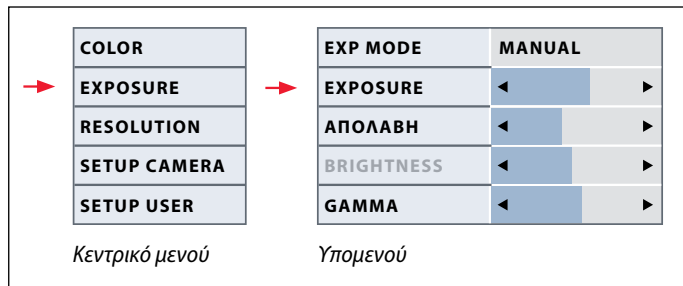 COLOR
EXPOSURE
RESOLUTION
SETUP CAMERA
SETUP USER
Κεντρικό μενού
EXP MODE MANUAL
EXPOSURE
ΑΠΟΛΑΒΗ
BRIGHTNESS
GAMMA
Υπομενού